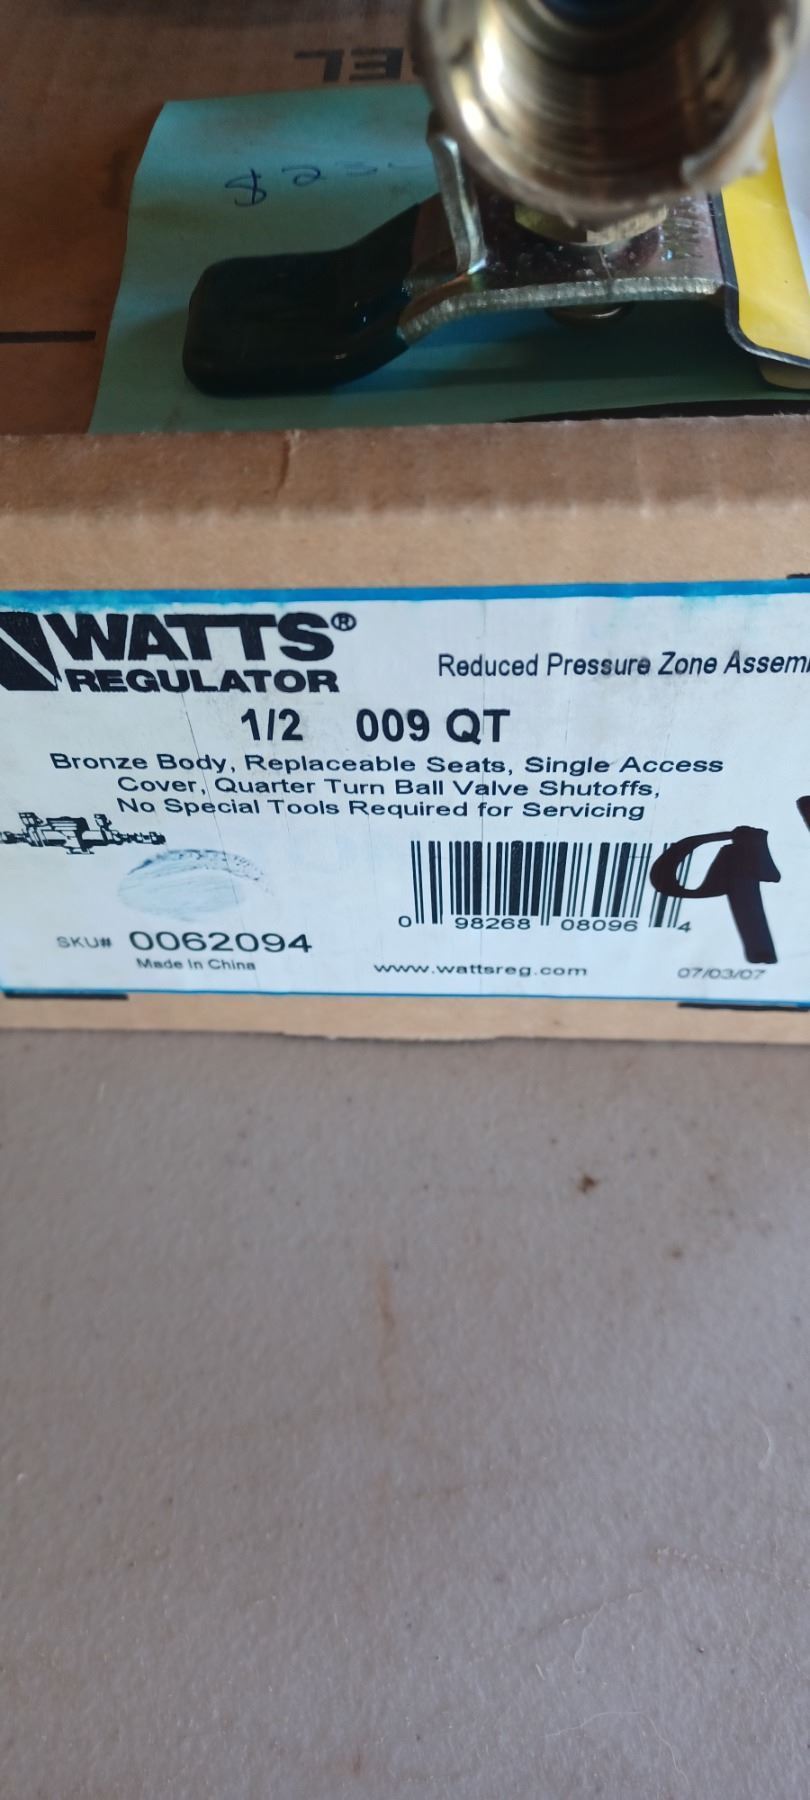 WATTS®
REGULATOR
Reduced Pressure Zone
1/2 009 QT
Bronze Body, Replaceable Seats, Single Access
Cover, Quarter Turn Ball Valve Shutoffs,
No Special Tools Required for Servicing
0 98268 08096 4
SKU# 0062094
Made In China
www.wattsreg.com
07/03/07
9